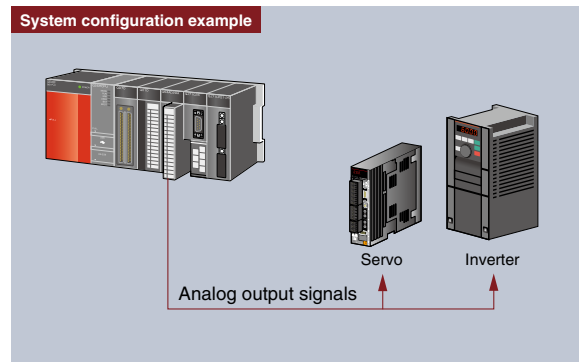 System configuration example
Servo
Inverter
Analog output signals